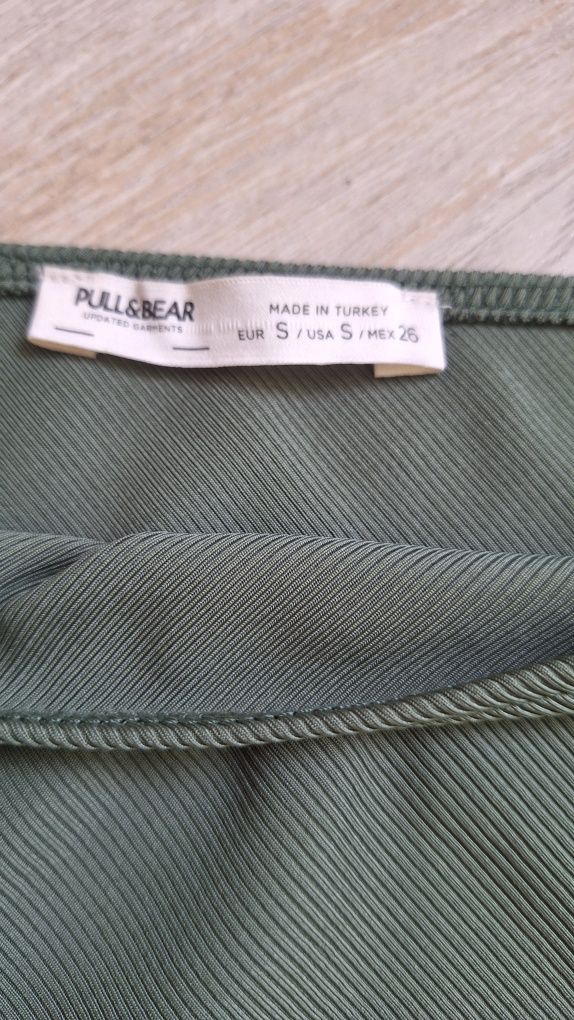 PULL&BEAR
UPDATED GARMENTS
MADE IN TURKEY
EUR S / USA S / MEX 26